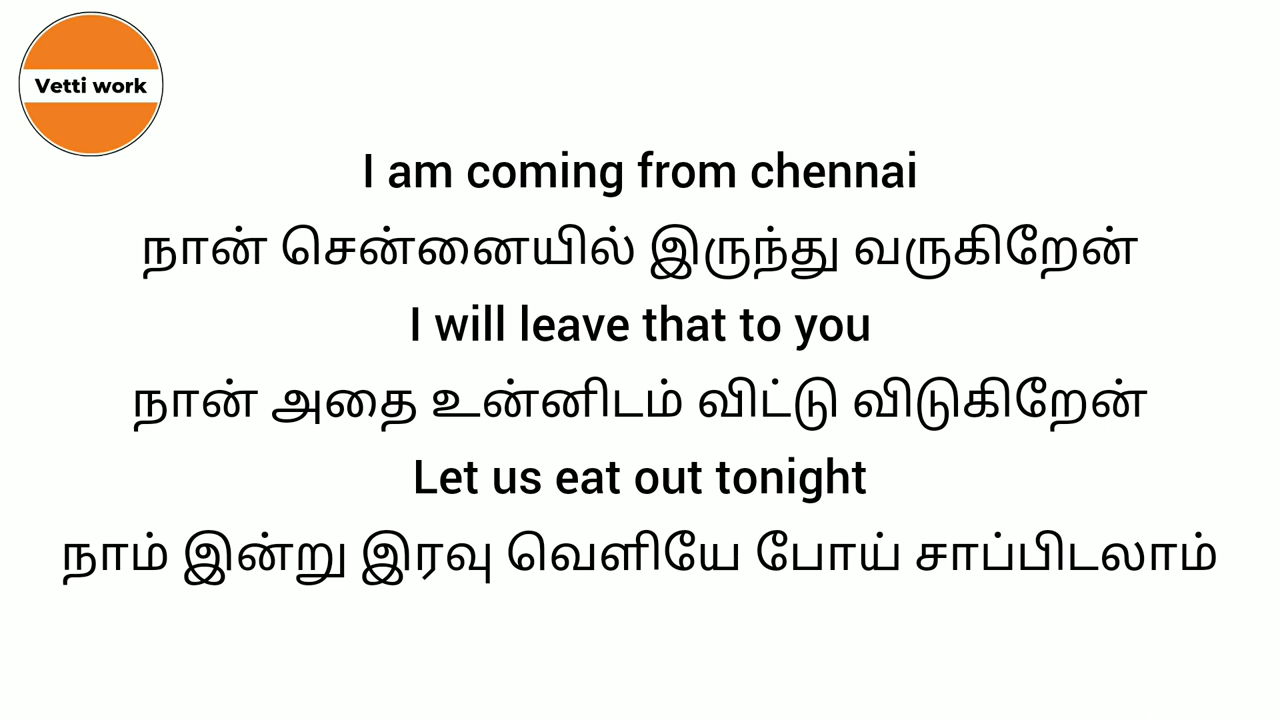 Vetti work
I am coming from chennai
நான் சென்னையில் இருந்து வருகிறேன்
I will leave that to you
நான் அதை உன்னிடம் விட்டு விடுகிறேன்
Let us eat out tonight
நாம் இன்று இரவு வெளியே போய் சாப்பிடலாம்